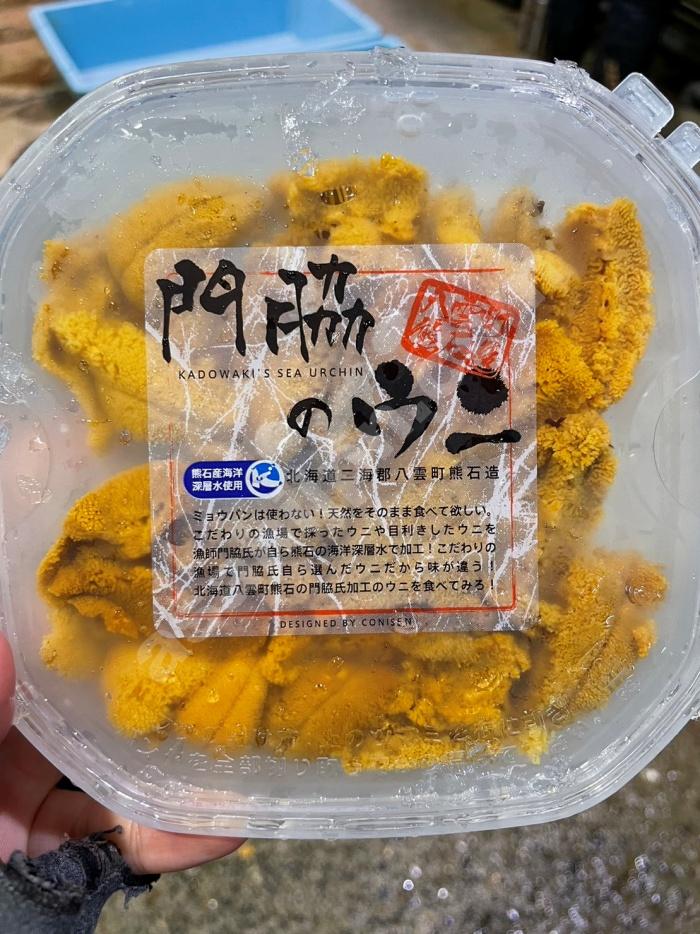 門脇
KADOWAKI'S SEA URCHIN
のウニ
熊石産海洋
深層水使用
北海道二海郡八雲町熊石造
ミョウバンは使わない！天然をそのまま食べて欲しい。
こだわりの漁場で採ったウニや目利きしたウニを
漁師門脇氏が自ら熊石の海洋深層水で加工！こだわりの
漁場で門脇氏自ら選んだウニだから味が違う！
北海道八雲町熊石の門脇氏加工のウニを食べてみろ！
DESIGNED BY CONISEN